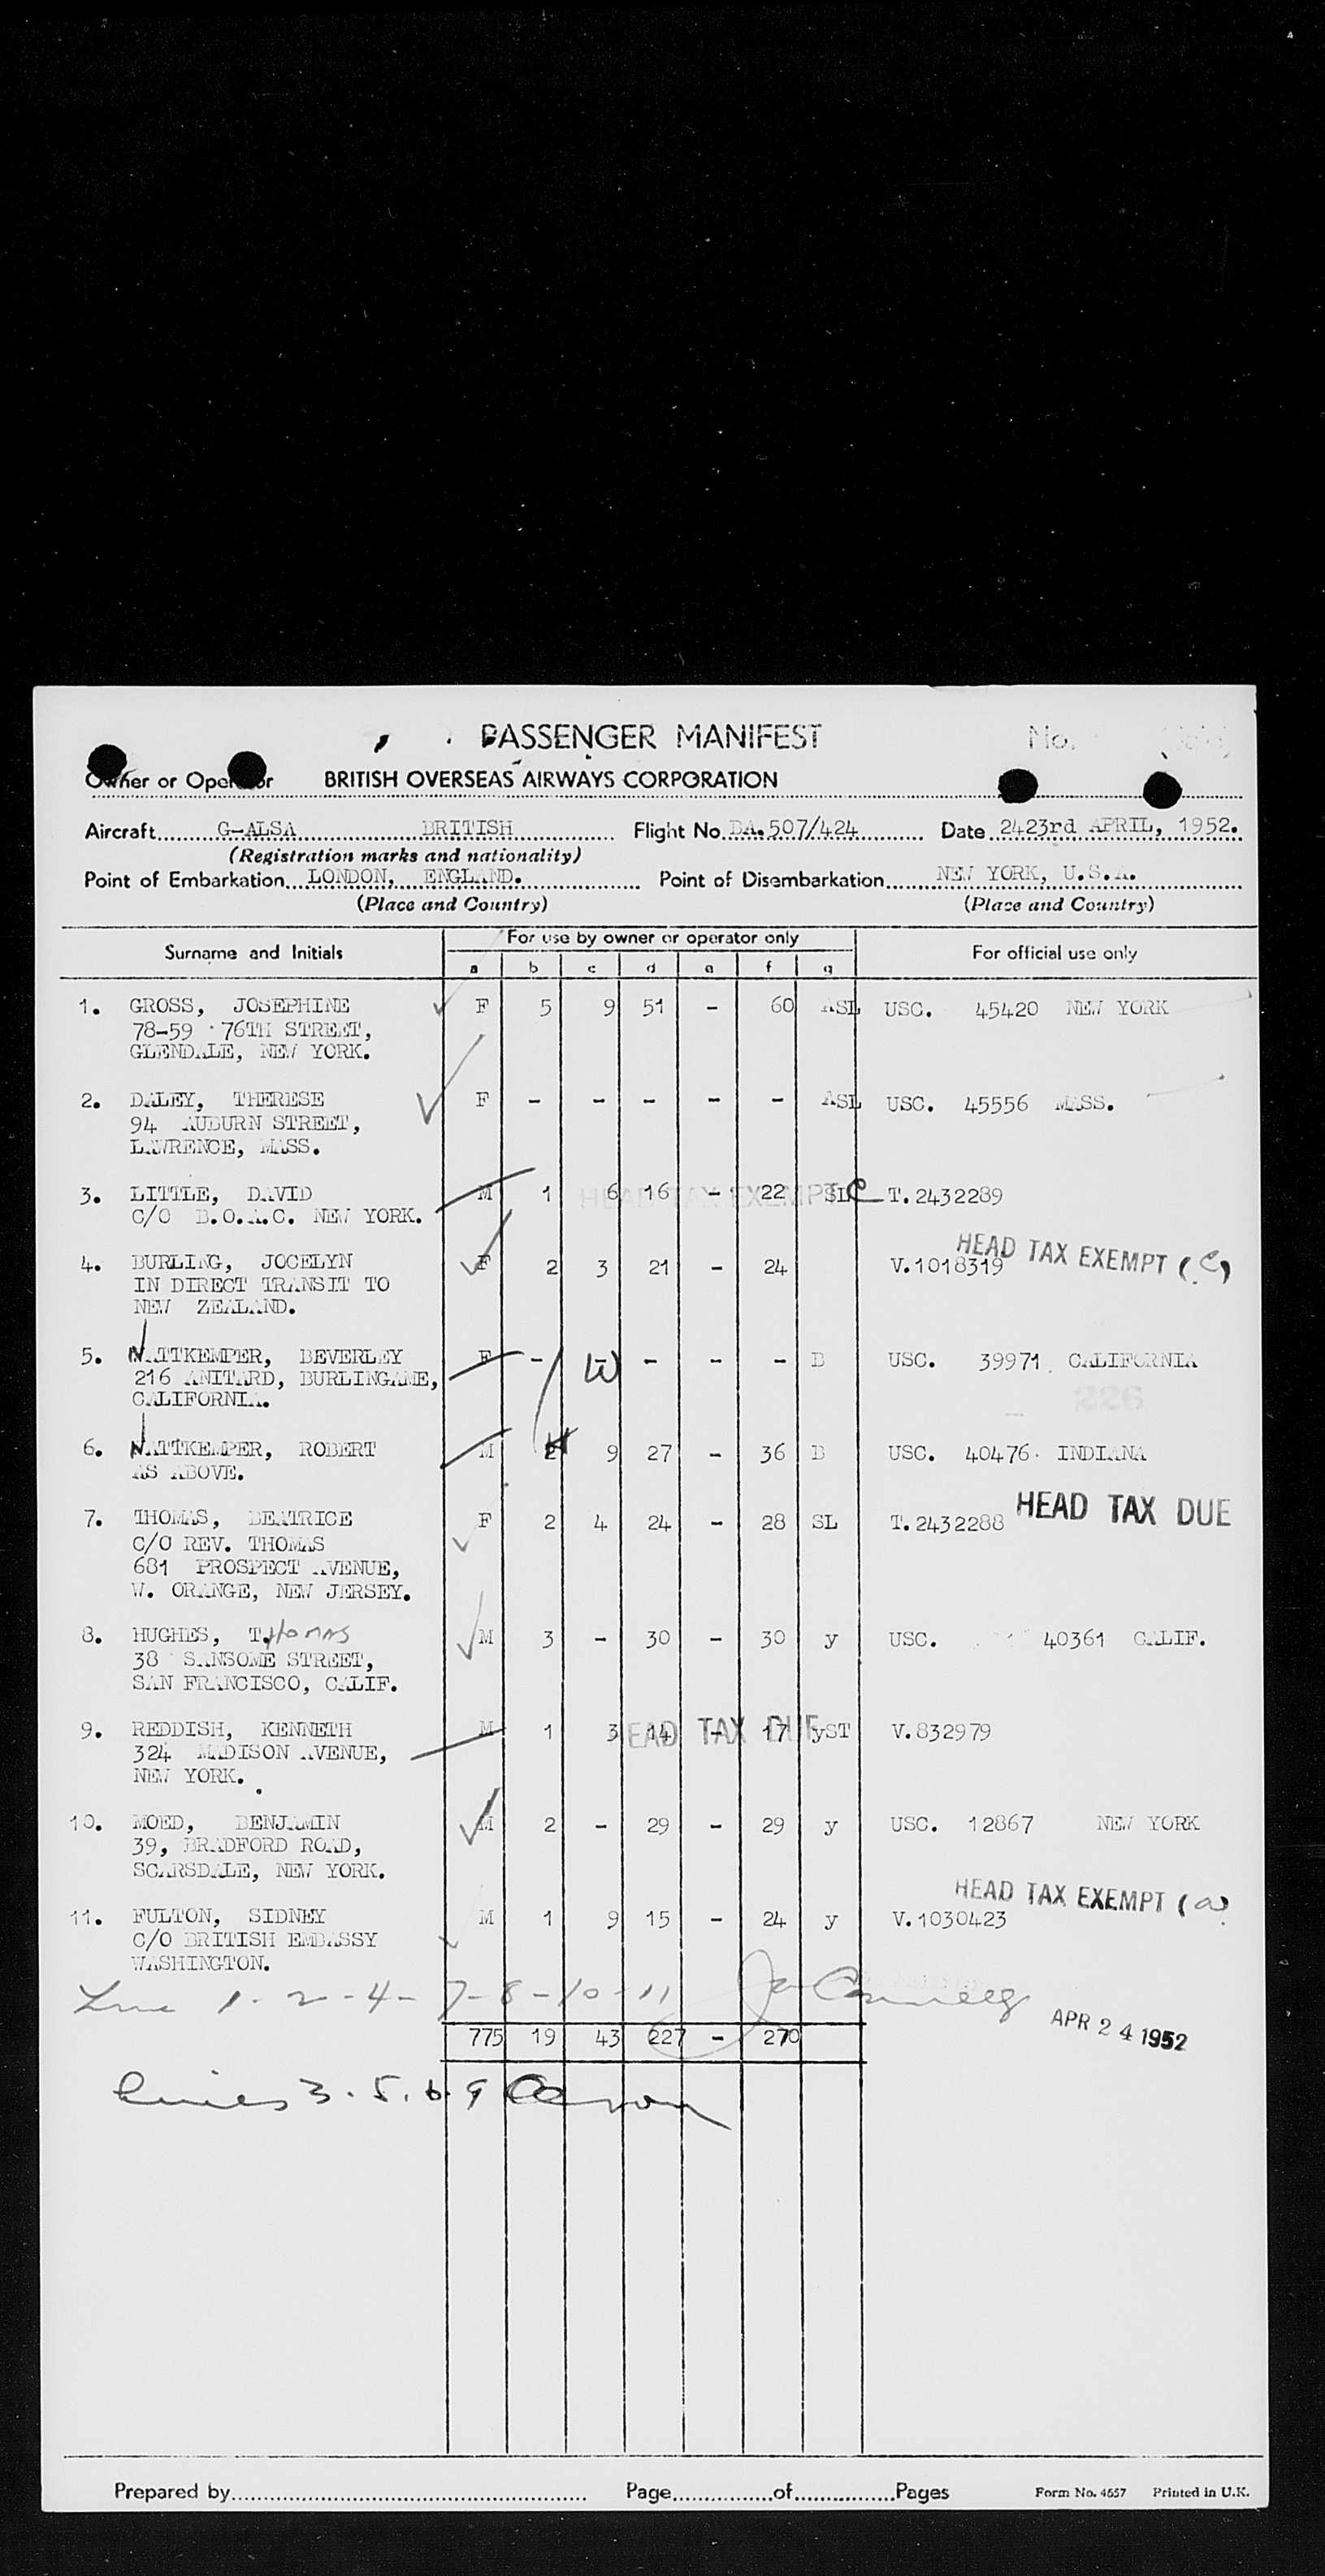 PASSENGER MANIFEST No.
Owner or Operator BRITISH OVERSEAS AIRWAYS CORPORATION
Aircraft G-ALSA BRITISH Flight No. BA.507/424 Date 2423rd APRIL, 1952.
(Registration marks and nationality)
Point of Embarkation LONDON, ENGLAND. Point of Disembarkation NEW YORK, U.S.A.
(Place and Country) (Place and Country)
Surname and Initials For use by owner or operator only For official use only
a b c d e f g
1. GROSS, JOSEPHINE F 5 9 51 - 60 ASL USC. 45420 NEW YORK
78-59 76TH STREET,
GLENDALE, NEW YORK.
2. DALEY, THERESE F - - - - - ASL USC. 45556 MASS.
94 AUBURN STREET,
LAWRENCE, MASS.
3. LITTLE, DAVID M 1 6 16 - 22 SL C T.2432289
HEAD TAX EXEMPT
C/O B.O.A.C. NEW YORK.
4. BURLING, JOCELYN F 2 3 21 - 24 V.1018319 HEAD TAX EXEMPT (C)
IN DIRECT TRANSIT TO
NEW ZEALAND.
5. NATTKEMPER, BEVERLEY F - - - - - B USC. 39971 CALIFORNIA
216 ANITARD, BURLINGAME,
CALIFORNIA.
6. NATTKEMPER, ROBERT M 2 9 27 - 36 B USC. 40476. INDIANA
AS ABOVE.
7. THOMAS, BEATRICE F 2 4 24 - 28 SL T.2432288 HEAD TAX DUE
C/O REV. THOMAS
681 PROSPECT AVENUE,
W. ORANGE, NEW JERSEY.
8. HUGHES, T.HOMAS M 3 - 30 - 30 y USC. 40361 CALIF.
38 SANSOME STREET,
SAN FRANCISCO, CALIF.
9. REDDISH, KENNETH M 1 3 14 - 17 yST V.832979
EAD TAX DUE
324 MADISON AVENUE,
NEW YORK.
10. MOED, BENJAMIN M 2 - 29 - 29 y USC. 12867 NEW YORK
39, BRADFORD ROAD,
SCARSDALE, NEW YORK.
11. FULTON, SIDNEY M 1 9 15 - 24 y V.1030423 HEAD TAX EXEMPT (a)
C/O BRITISH EMBASSY
WASHINGTON.
Line 1-2-4-7-8-10-11
APR 24 1952
775 19 43 227 - 270
Lines 3.5.6.9
Prepared by Page of Pages Form No. 4657 Printed in U.K.